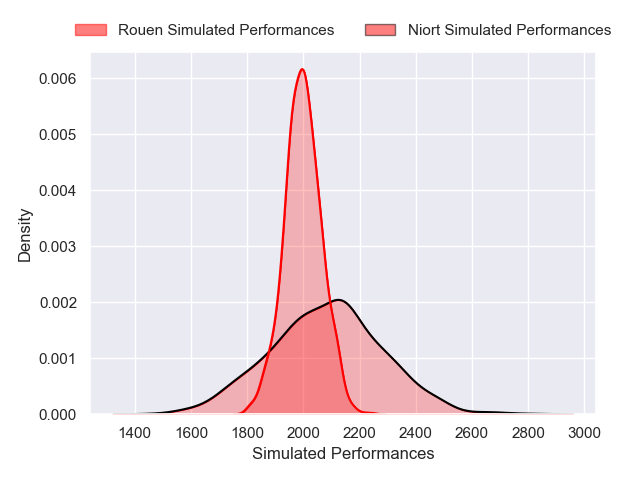 Rouen Simulated Performances Niort Simulated Performances
0.006
0.005
0.004
0.003
0.002
0.001
0.000
Density
1400 1600 1800 2000 2200 2400 2600 2800 3000
Simulated Performances